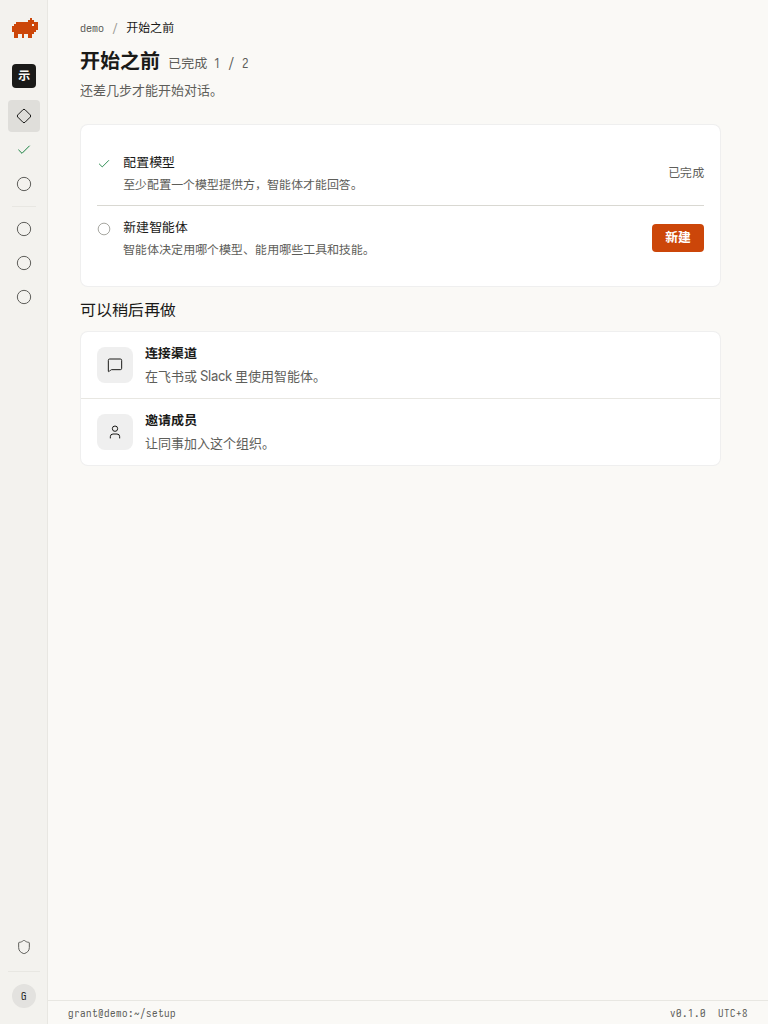 示
demo / 开始之前
开始之前 已完成 1 / 2
还差几步才能开始对话。
配置模型
至少配置一个模型提供方，智能体才能回答。
已完成
新建智能体
智能体决定用哪个模型、能用哪些工具和技能。
新建
可以稍后再做
连接渠道
在飞书或 Slack 里使用智能体。
邀请成员
让同事加入这个组织。
G
grant@demo:~/setup
v0.1.0 UTC+8